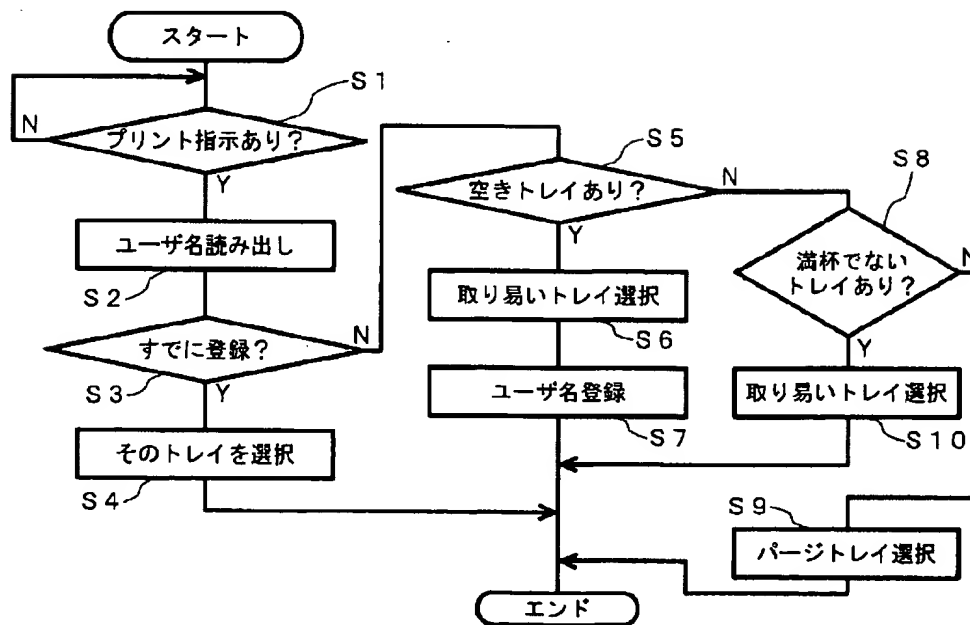 スタート
S1
プリント指示あり?
N
Y
ユーザ名読み出し
S2
すでに登録?
N
S3
Y
そのトレイを選択
S4
S5
空きトレイあり?
N
Y
取り易いトレイ選択
S6
ユーザ名登録
S7
S8
満杯でない
トレイあり?
N
Y
取り易いトレイ選択
S10
S9
パージトレイ選択
エンド